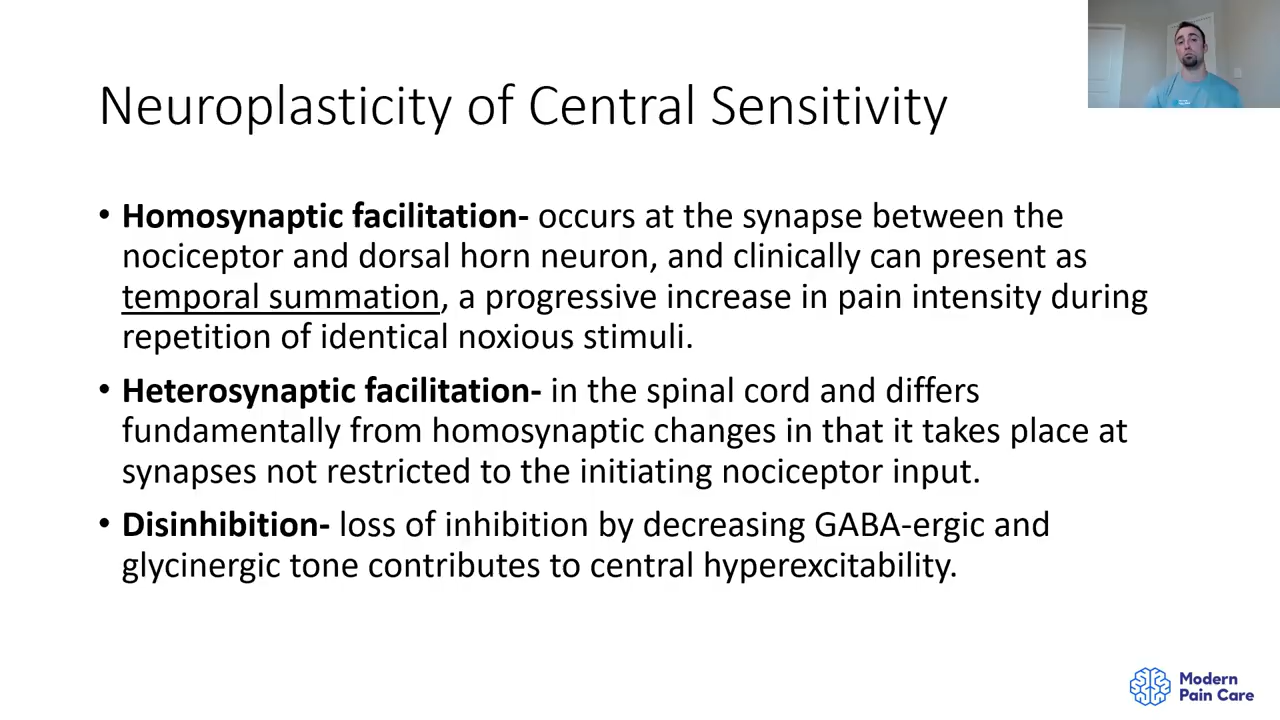 Neuroplasticity of Central Sensitivity
• Homosynaptic facilitation- occurs at the synapse between the
nociceptor and dorsal horn neuron, and clinically can present as
temporal summation, a progressive increase in pain intensity during
repetition of identical noxious stimuli.
• Heterosynaptic facilitation- in the spinal cord and differs
fundamentally from homosynaptic changes in that it takes place at
synapses not restricted to the initiating nociceptor input.
• Disinhibition- loss of inhibition by decreasing GABA-ergic and
glycinergic tone contributes to central hyperexcitability.
Modern
Pain Care